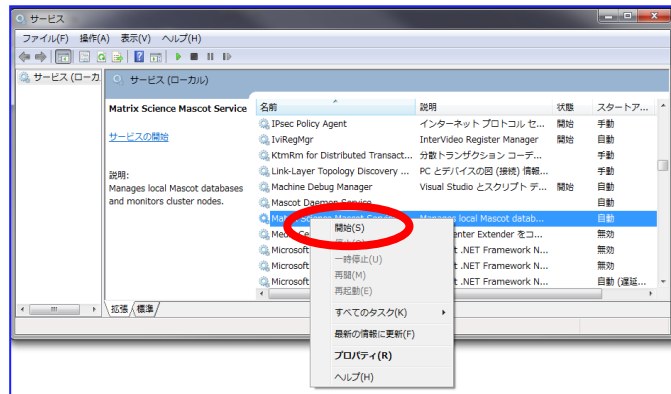 サービス
ファイル(F) 操作(A) 表示(V) ヘルプ(H)
サービス (ローカ
サービス (ローカル)
Matrix Science Mascot Service
サービスの開始
説明:
Manages local Mascot databases
and monitors cluster nodes.
名前 説明 状態 スタートア...
IPsec Policy Agent インターネット プロトコル セ... 開始 手動
IviRegMgr InterVideo Register Manager 開始 自動
KtmRm for Distributed Transact... 分散トランザクション コーデ... 手動
Link-Layer Topology Discovery ... PC とデバイスの図 (接続) 情報... 手動
Machine Debug Manager Visual Studio とスクリプト デ... 開始 自動
Mascot Daemon Service 自動
Matrix Science Mascot Service Manages local Mascot datab... 自動
Media Ce enter Extender をコ... 無効
Microsoft t .NET Framework N... 無効
Microsoft t .NET Framework N... 無効
Microsoft t .NET Framework N... 自動 (遅延...
開始(S)
一時停止(U)
再開(M)
再起動(E)
すべてのタスク(K)
最新の情報に更新(F)
プロパティ(R)
ヘルプ(H)
拡張 標準